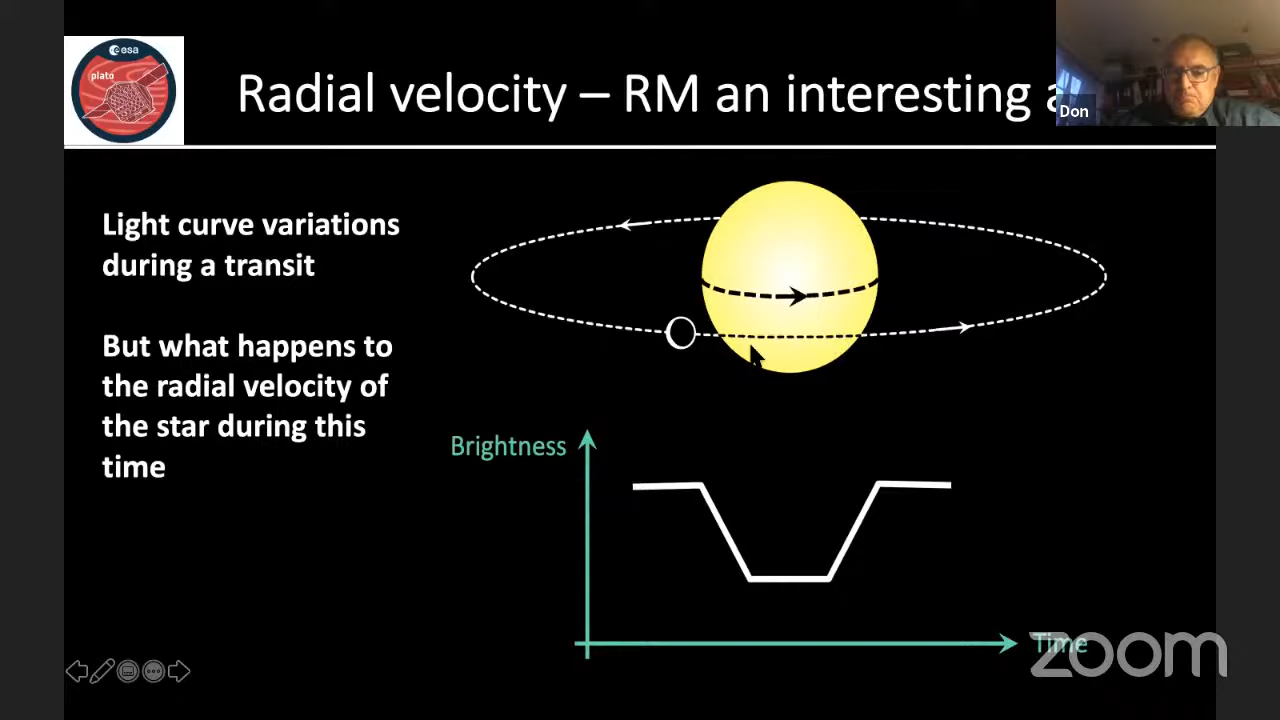 esa
plato
Radial velocity – RM an interesting a
Don
Light curve variations
during a transit
But what happens to
the radial velocity of
the star during this
time
Brightness
Time
zoom